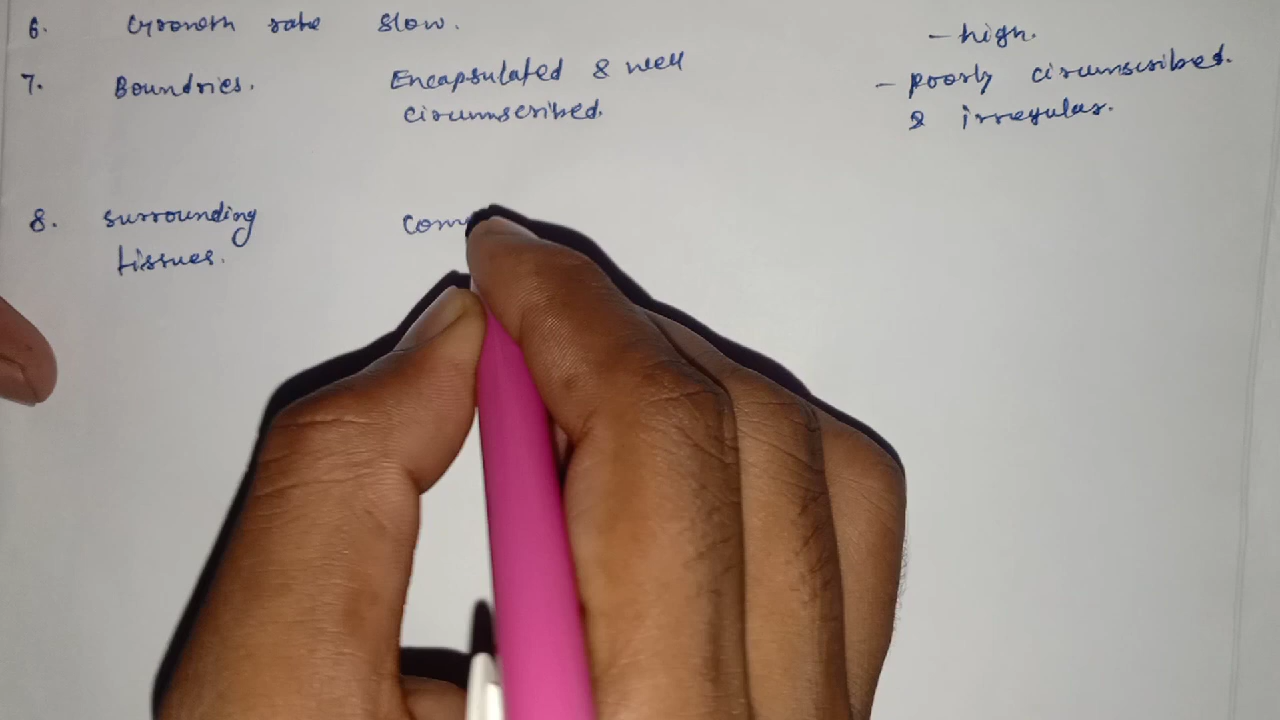 6. Growth rate slow. - high.
7. Boundries. Encapsulated & well - poorly circumscribed.
circumscribed. & irregular.
8. surrounding com
tissues.